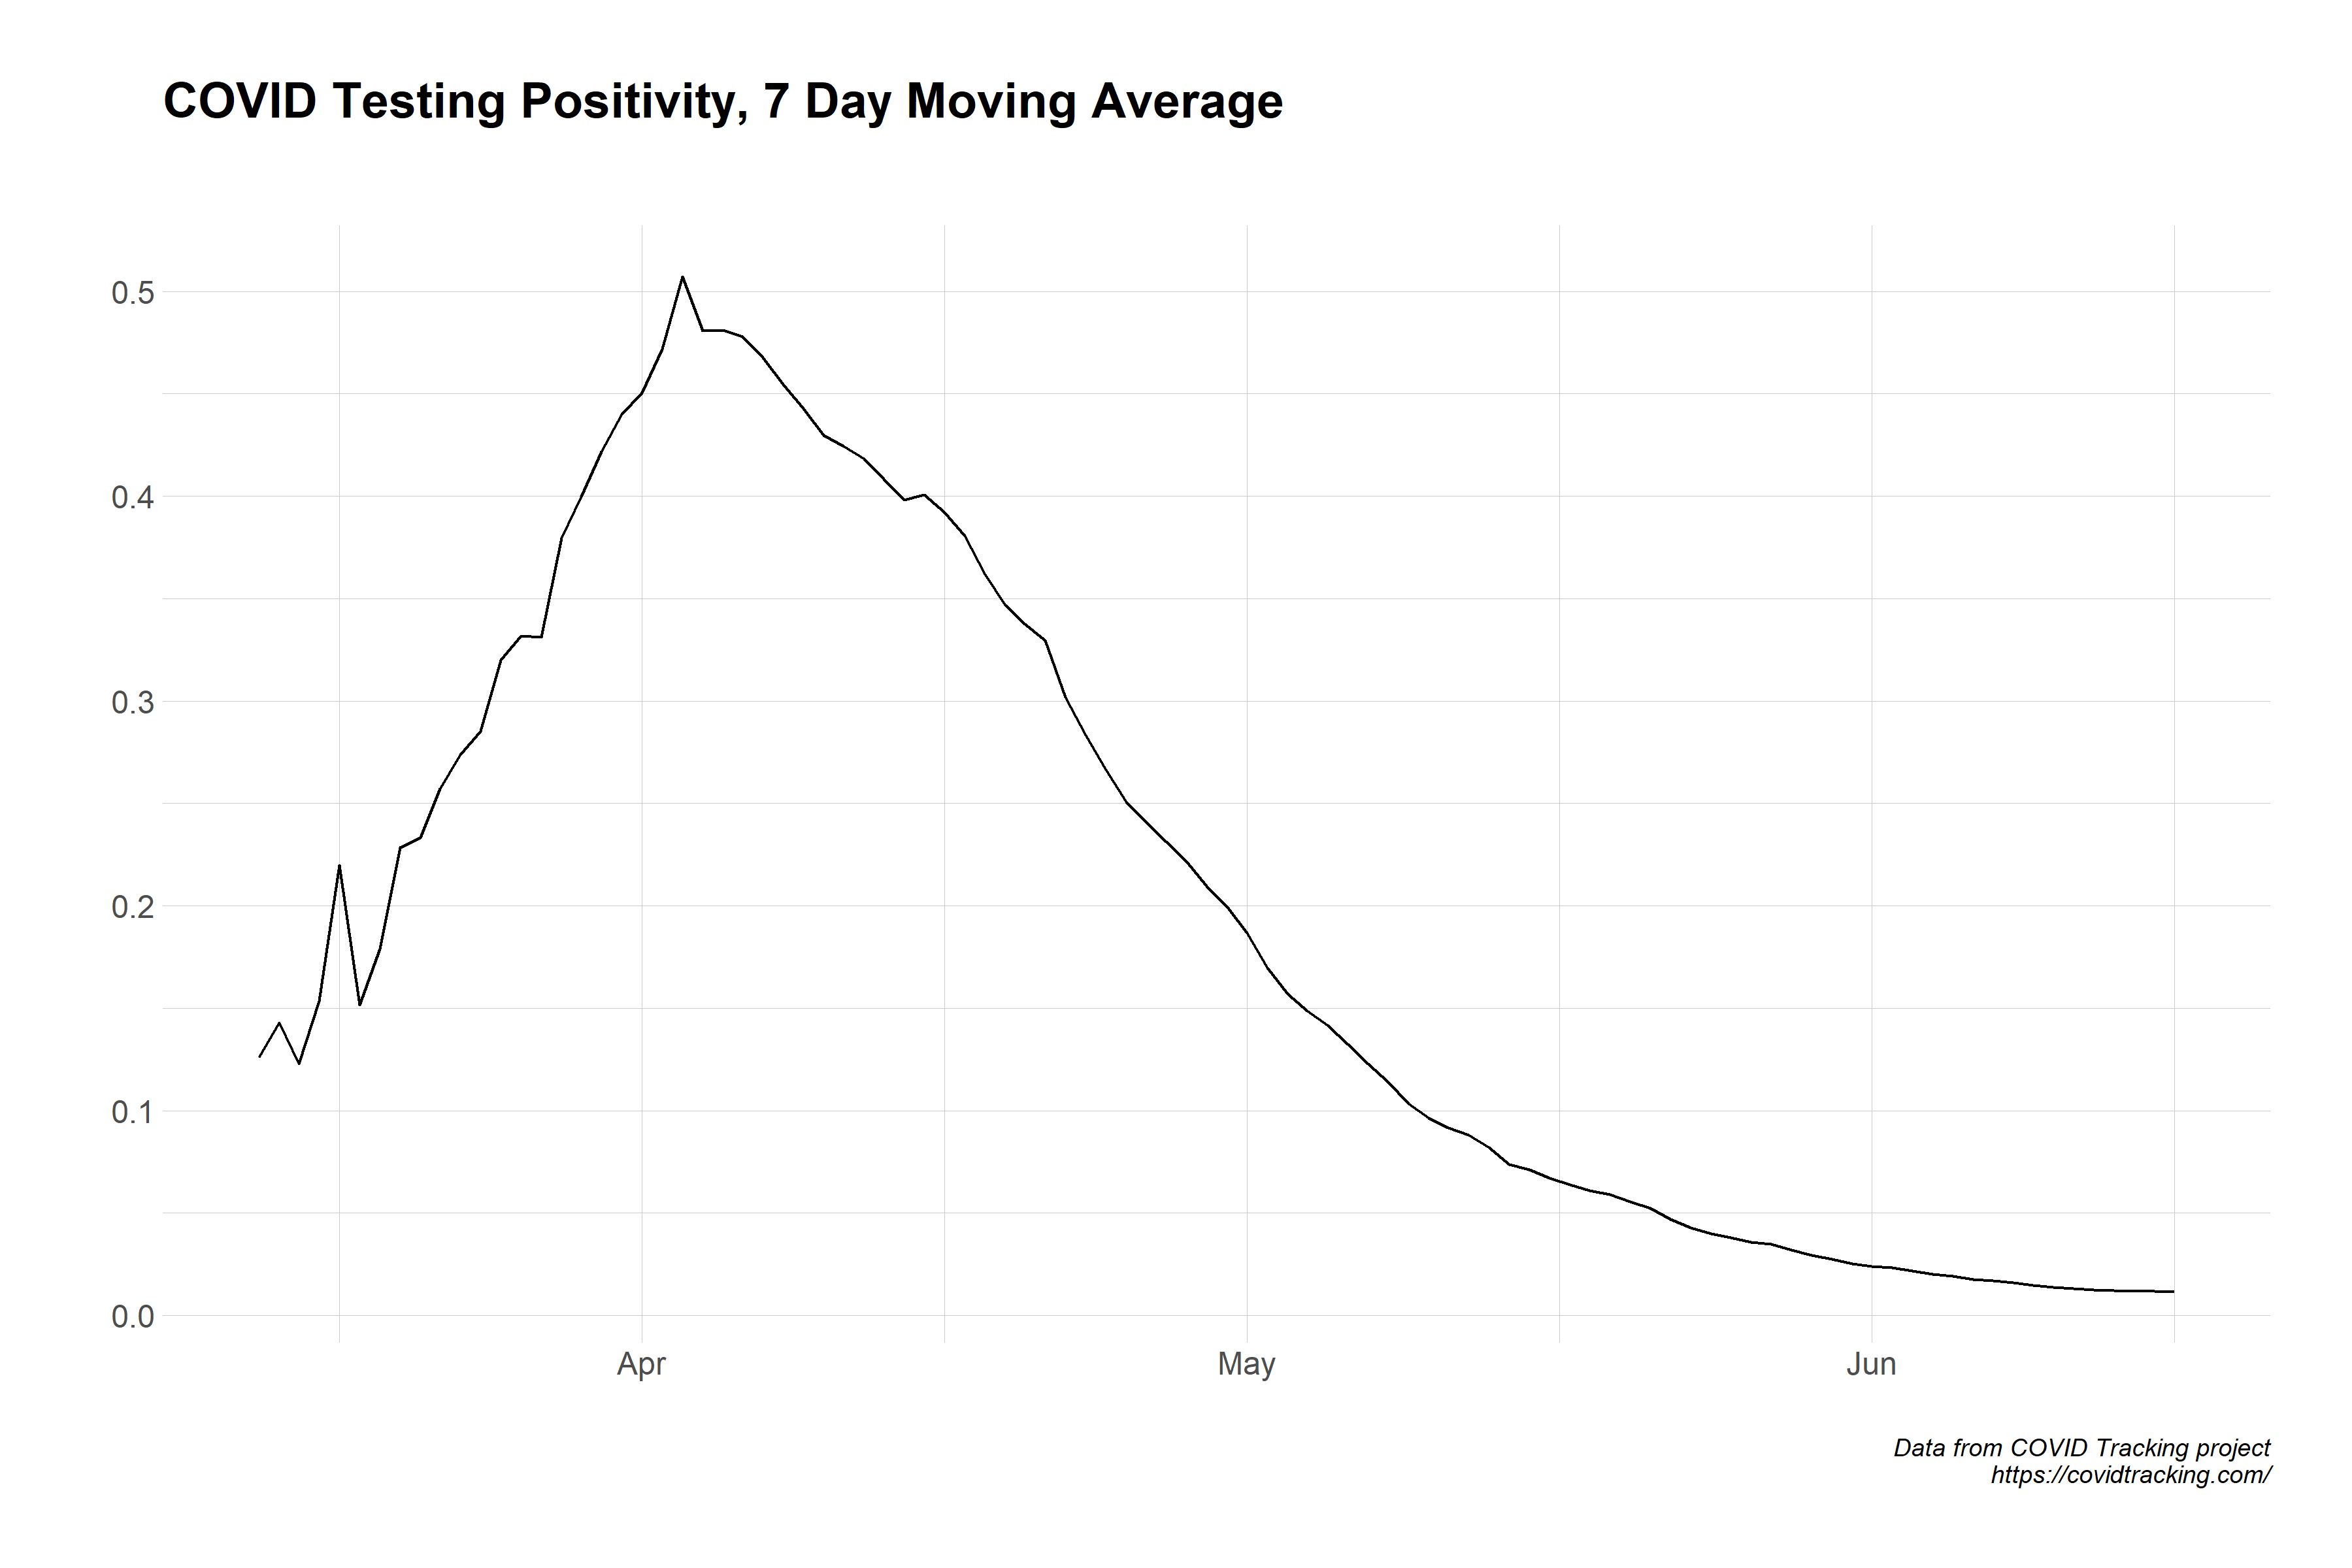 COVID Testing Positivity, 7 Day Moving Average
0.5
0.4
0.3
0.2
0.1
0.0
Apr May Jun
Data from COVID Tracking project
https://covidtracking.com/